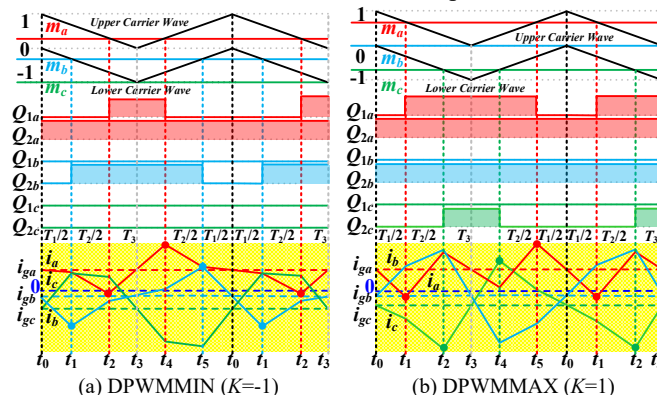 1
m_a
Upper Carrier Wave
0
m_b
-1
m_c
Lower Carrier Wave
Q_1a
Q_2a
Q_1b
Q_2b
Q_1c
Q_2c
T_1/2 T_2/2 T_3 T_2/2 T_1/2 T_1/2 T_2/2 T_3
i_a
i_ga
i_c
0
i_gb
i_b
i_gc
t_0 t_1 t_2 t_3 t_4 t_5 t_0 t_1 t_2 t_3
(a) DPWMMIN (K=-1)
1
m_a
Upper Carrier Wave
0
m_b
-1
m_c
Lower Carrier Wave
Q_1a
Q_2a
Q_1b
Q_2b
Q_1c
Q_2c
T_1/2 T_2/2 T_3 T_2/2 T_1/2 T_1/2 T_2/2 T_3
i_b
i_ga
i_a
0
i_gb
i_gc
i_c
t_0 t_1 t_2 t_3 t_4 t_5 t_0 t_1 t_2 t_3
(b) DPWMMAX (K=1)